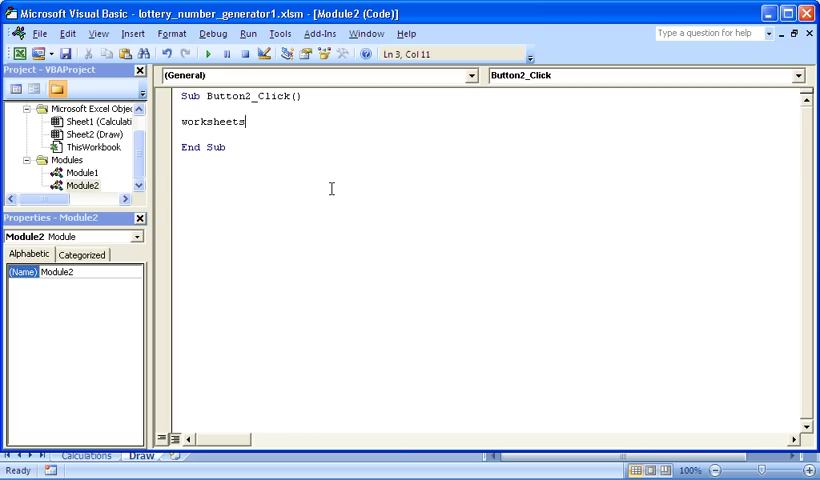 Microsoft Visual Basic - lottery_number_generator1.xlsm - [Module2 (Code)]
File Edit View Insert Format Debug Run Tools Add-Ins Window Help
Type a question for help
Ln 3, Col 11
Project - VBAProject
(General)
Button2_Click
Microsoft Excel Objec
Sheet1 (Calculati
Sheet2 (Draw)
ThisWorkbook
Modules
Module1
Module2
Sub Button2_Click()
worksheets
End Sub
Properties - Module2
Module2 Module
Alphabetic Categorized
(Name) Module2
Calculations Draw
Ready
100%